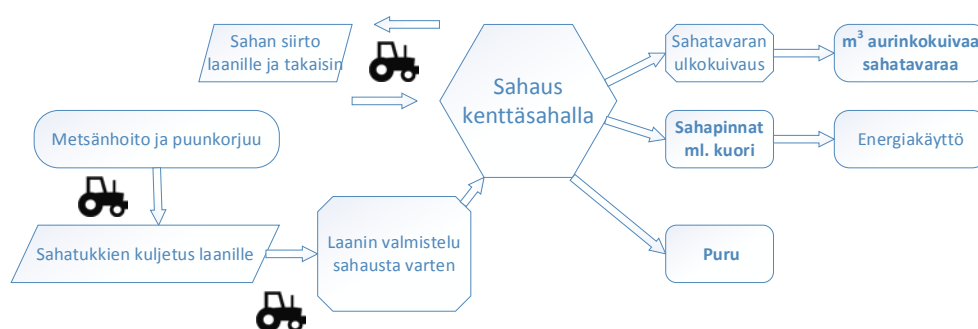 Sahan siirto
laanille ja takaisin
Metsänhoito ja puunkorjuu
Sahatukkien kuljetus laanille
Laanin valmistelu
sahausta varten
Sahaus
kenttäsahalla
Sahatavaran
ulkokuivaus
m³ aurinkokuivaa
sahatavaraa
Sahapinnat
ml. kuori
Energiakäyttö
Puru